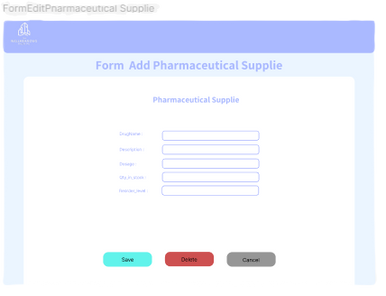 FormEditPharmaceutical Supplie
Form Add Pharmaceutical Supplie
Pharmaceutical Supplie
Description :
Dosage :
Save
Delete
Cancel